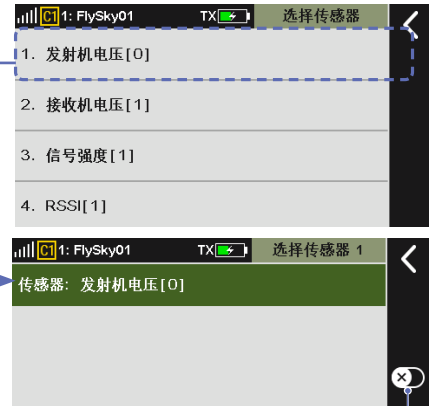 C1 1: FlySky01 TX 选择传感器
1. 发射机电压[0]
2. 接收机电压[1]
3. 信号强度[1]
4. RSSI[1]
C1 1: FlySky01 TX 选择传感器 1
传感器: 发射机电压[0]